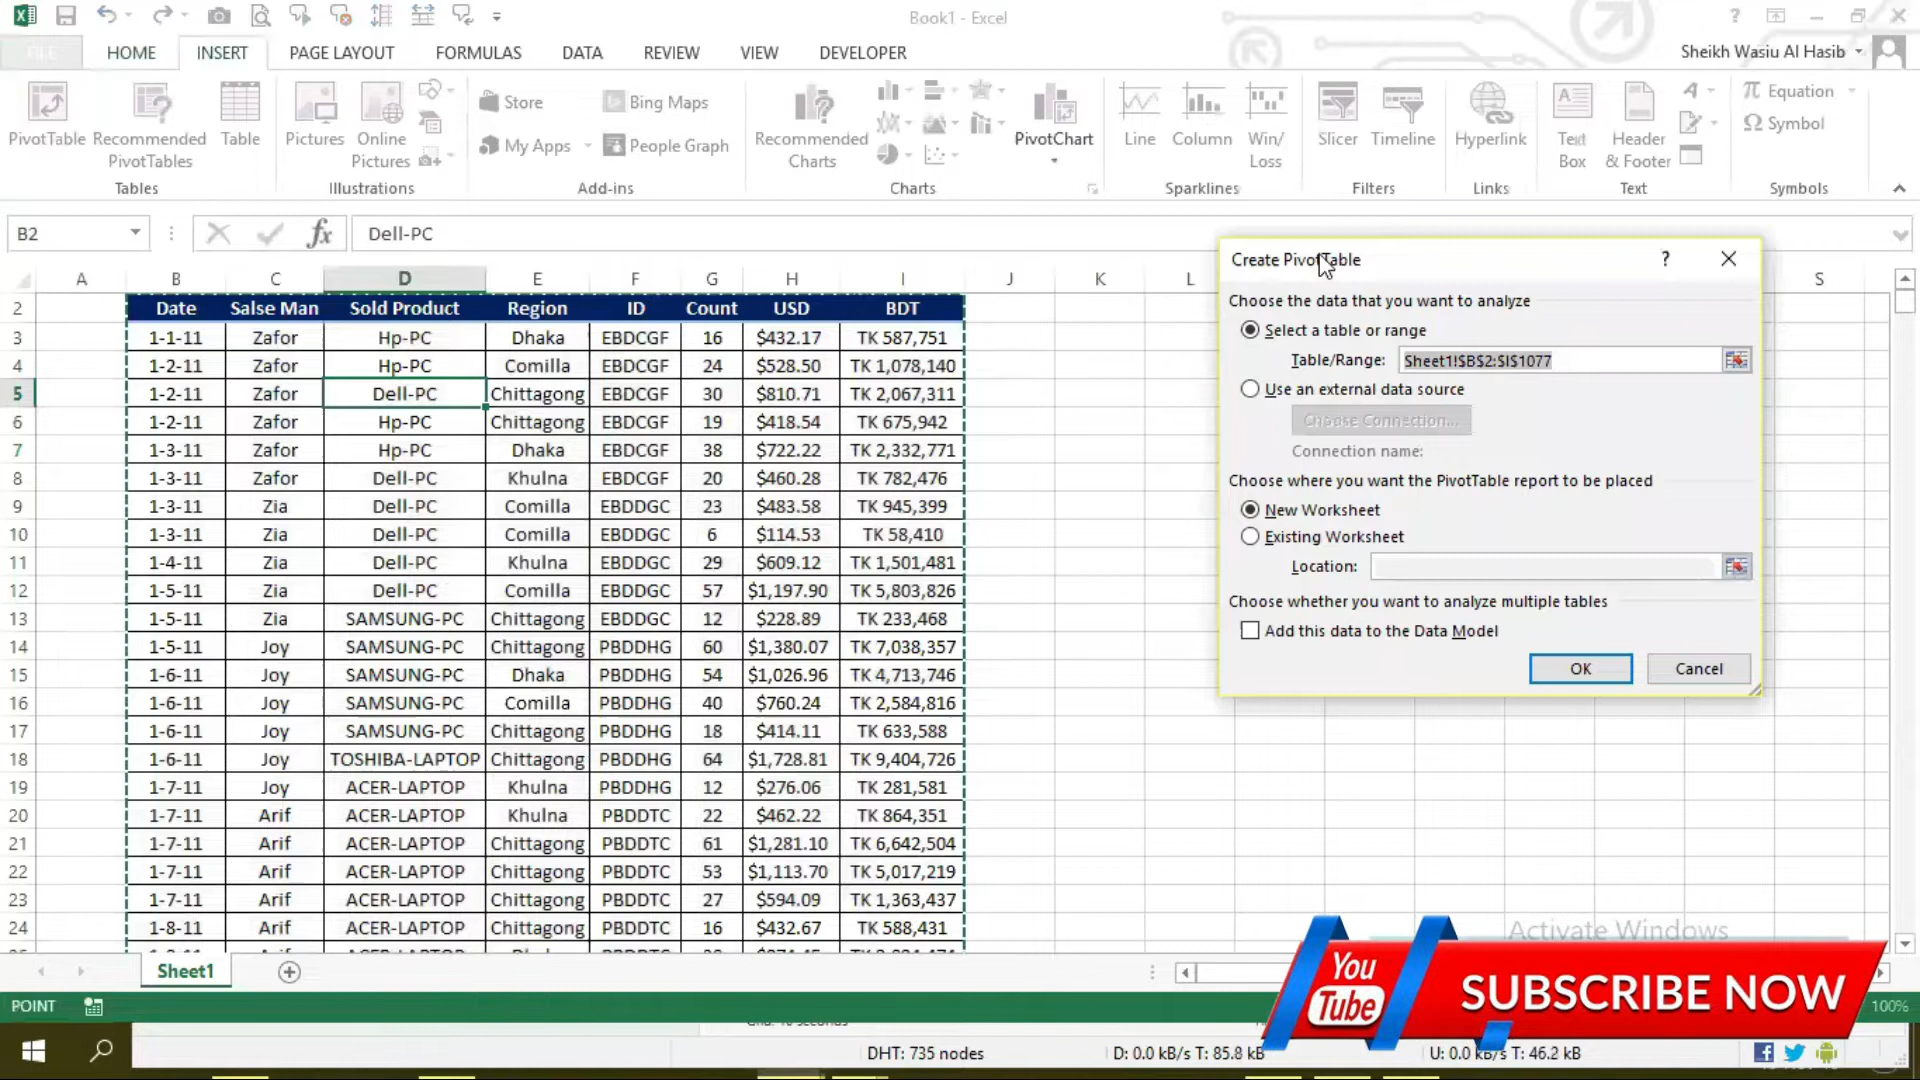 Book1 - Excel
FILE HOME INSERT PAGE LAYOUT FORMULAS DATA REVIEW VIEW DEVELOPER Sheikh Wasiu Al Hasib
PivotTable Recommended PivotTables Table Pictures Online Pictures Store My Apps Bing Maps People Graph Recommended Charts PivotChart Line Column Win/Loss Slicer Timeline Hyperlink Text Box Header & Footer Equation Symbol
Tables Illustrations Add-ins Charts Sparklines Filters Links Text Symbols
B2 fx Dell-PC
A B C D E F G H I J K L S
2 Date Salse Man Sold Product Region ID Count USD BDT
3 1-1-11 Zafor Hp-PC Dhaka EBDCGF 16 $432.17 TK 587,751
4 1-2-11 Zafor Hp-PC Comilla EBDCGF 24 $528.50 TK 1,078,140
5 1-2-11 Zafor Dell-PC Chittagong EBDCGF 30 $810.71 TK 2,067,311
6 1-2-11 Zafor Hp-PC Chittagong EBDCGF 19 $418.54 TK 675,942
7 1-3-11 Zafor Hp-PC Dhaka EBDCGF 38 $722.22 TK 2,332,771
8 1-3-11 Zafor Dell-PC Khulna EBDCGF 20 $460.28 TK 782,476
9 1-3-11 Zia Dell-PC Comilla EBDDGC 23 $483.58 TK 945,399
10 1-3-11 Zia Dell-PC Comilla EBDDGC 6 $114.53 TK 58,410
11 1-4-11 Zia Dell-PC Khulna EBDDGC 29 $609.12 TK 1,501,481
12 1-5-11 Zia Dell-PC Comilla EBDDGC 57 $1,197.90 TK 5,803,826
13 1-5-11 Zia SAMSUNG-PC Chittagong EBDDGC 12 $228.89 TK 233,468
14 1-5-11 Joy SAMSUNG-PC Chittagong PBDDHG 60 $1,380.07 TK 7,038,357
15 1-6-11 Joy SAMSUNG-PC Dhaka PBDDHG 54 $1,026.96 TK 4,713,746
16 1-6-11 Joy SAMSUNG-PC Comilla PBDDHG 40 $760.24 TK 2,584,816
17 1-6-11 Joy SAMSUNG-PC Chittagong PBDDHG 18 $414.11 TK 633,588
18 1-6-11 Joy TOSHIBA-LAPTOP Chittagong PBDDHG 64 $1,728.81 TK 9,404,726
19 1-7-11 Joy ACER-LAPTOP Khulna PBDDHG 12 $276.06 TK 281,581
20 1-7-11 Arif ACER-LAPTOP Khulna PBDDTC 22 $462.22 TK 864,351
21 1-7-11 Arif ACER-LAPTOP Chittagong PBDDTC 61 $1,281.10 TK 6,642,504
22 1-7-11 Arif ACER-LAPTOP Chittagong PBDDTC 53 $1,113.70 TK 5,017,219
23 1-7-11 Arif ACER-LAPTOP Chittagong PBDDTC 27 $594.09 TK 1,363,437
24 1-8-11 Arif ACER-LAPTOP Chittagong PBDDTC 16 $432.67 TK 588,431
Create PivotTable ?
Choose the data that you want to analyze
Select a table or range
Table/Range: Sheet1!$B$2:$I$1077
Use an external data source
Choose Connection...
Connection name:
Choose where you want the PivotTable report to be placed
New Worksheet
Existing Worksheet
Location:
Choose whether you want to analyze multiple tables
Add this data to the Data Model
OK Cancel
Activate Windows
Sheet1
You Tube
SUBSCRIBE NOW
POINT 100%
DHT: 735 nodes D: 0.0 kB/s T: 85.8 kB U: 0.0 kB/s T: 46.2 kB